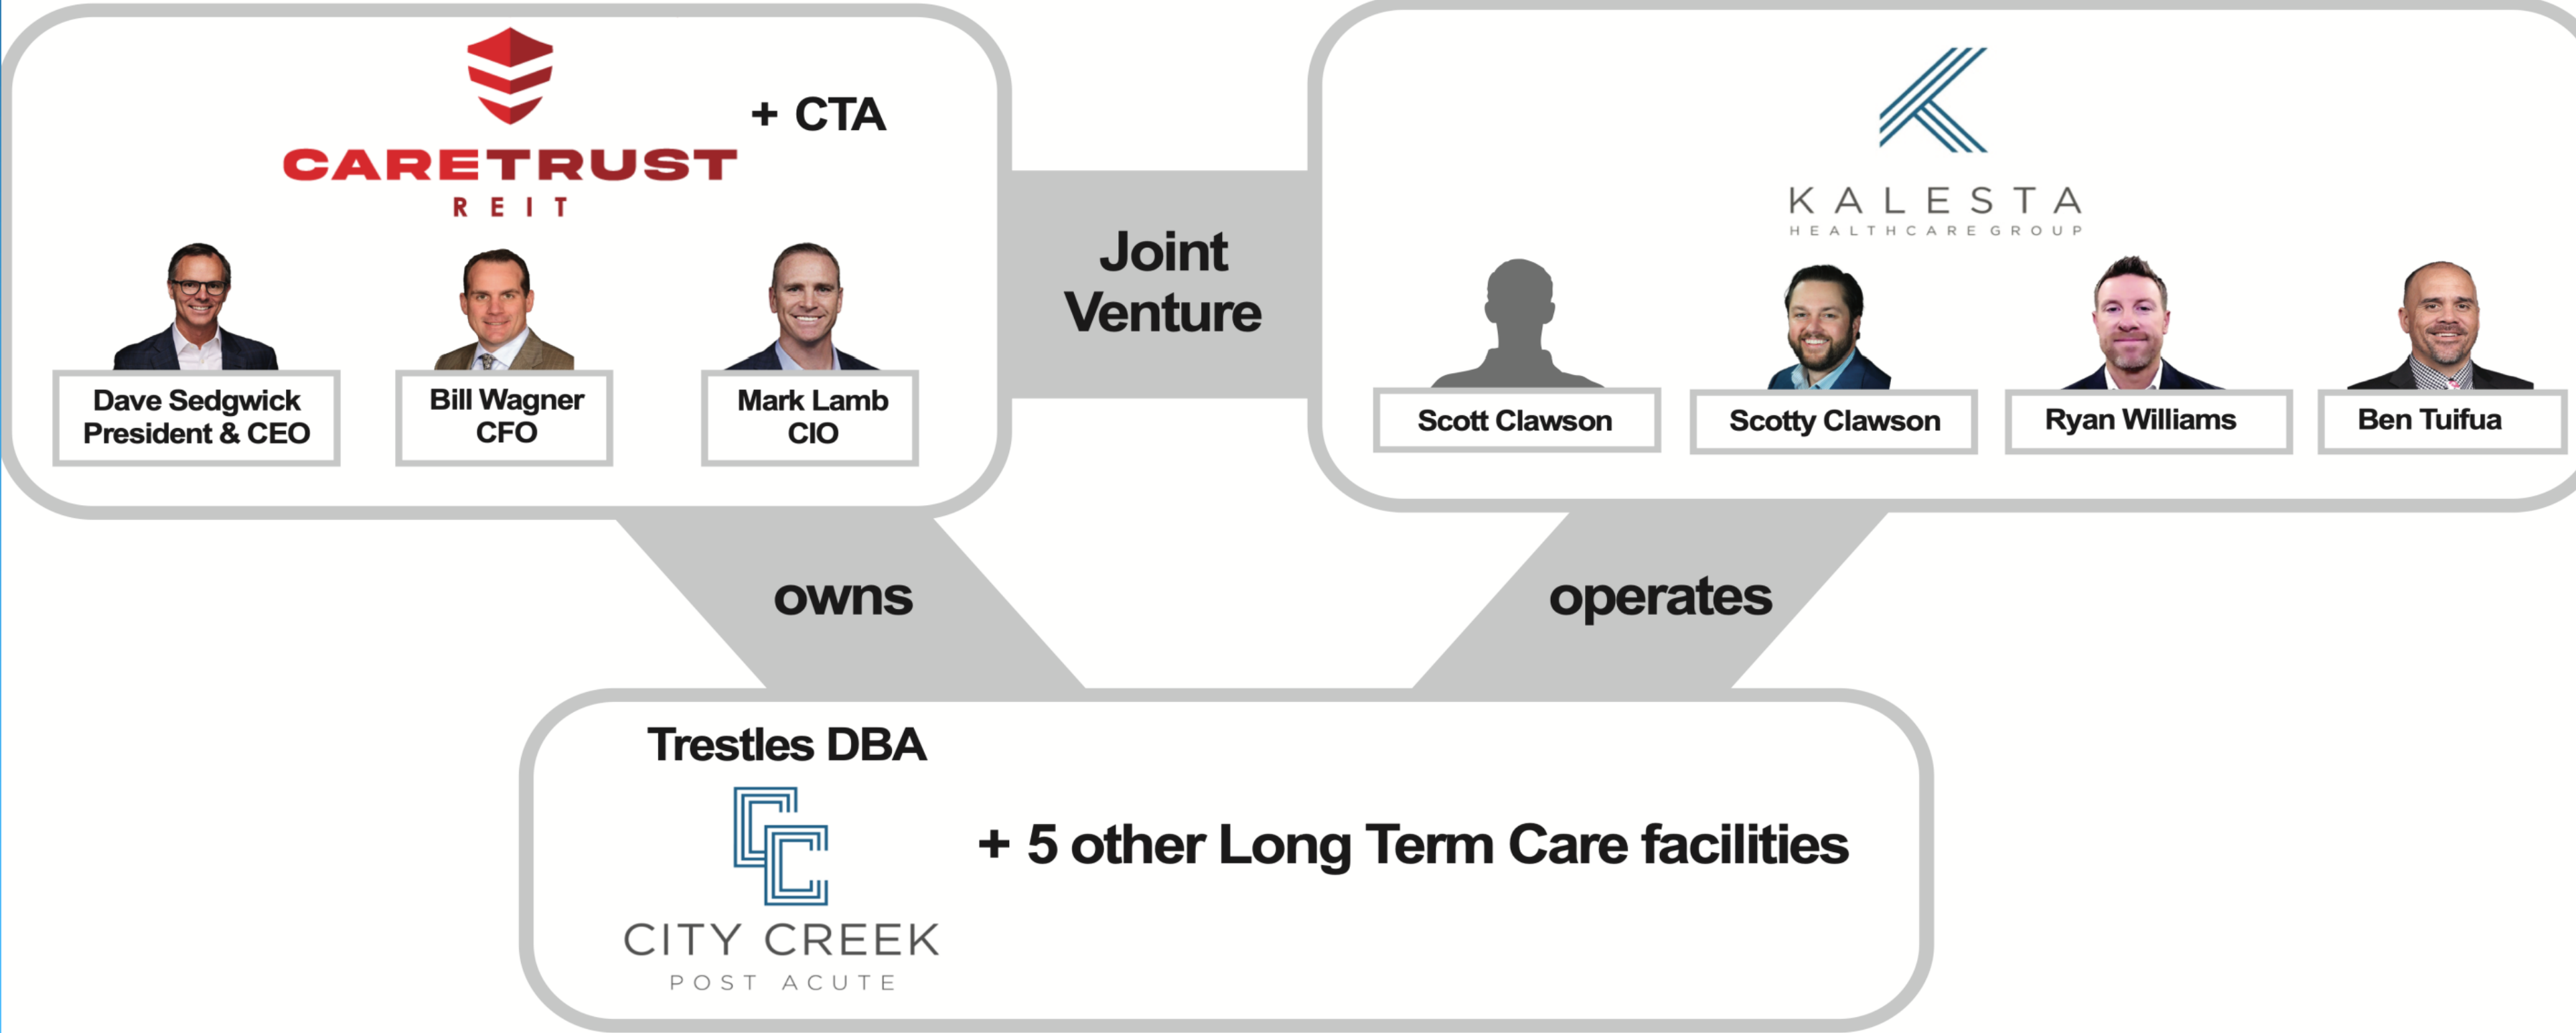 CARETRUST
REIT
+ CTA
Dave Sedgwick
President & CEO
Bill Wagner
CFO
Mark Lamb
CIO
Joint
Venture
KALESTA
HEALTHCARE GROUP
Scott Clawson
Scotty Clawson
Ryan Williams
Ben Tuifua
owns
operates
Trestles DBA
CITY CREEK
POST ACUTE
+ 5 other Long Term Care facilities